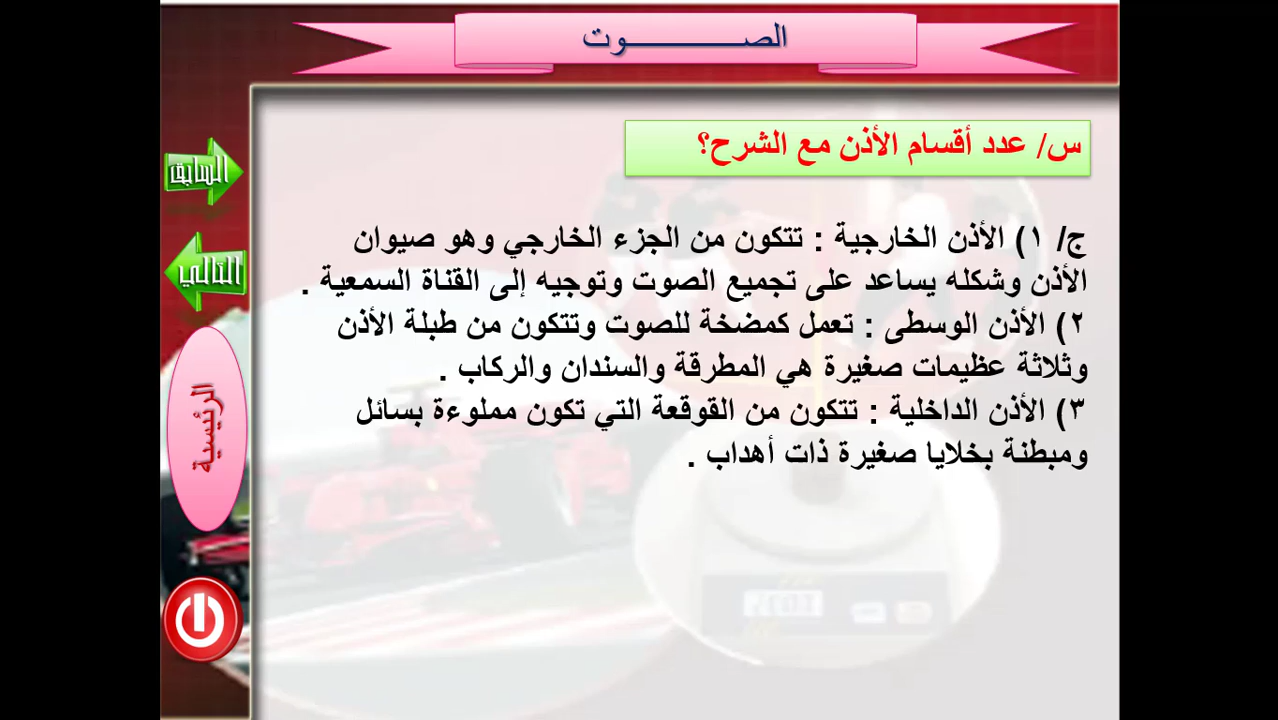 الصـــــــــــوت
س/ عدد أقسام الأذن مع الشرح؟
ج/ ١) الأذن الخارجية : تتكون من الجزء الخارجي وهو صيوان
الأذن وشكله يساعد على تجميع الصوت وتوجيه إلى القناة السمعية .
٢) الأذن الوسطى : تعمل كمضخة للصوت وتتكون من طبلة الأذن
وثلاثة عظيمات صغيرة هي المطرقة والسندان والركاب .
٣) الأذن الداخلية : تتكون من القوقعة التي تكون مملوءة بسائل
ومبطنة بخلايا صغيرة ذات أهداب .
السابق
التالي
الرئيسية